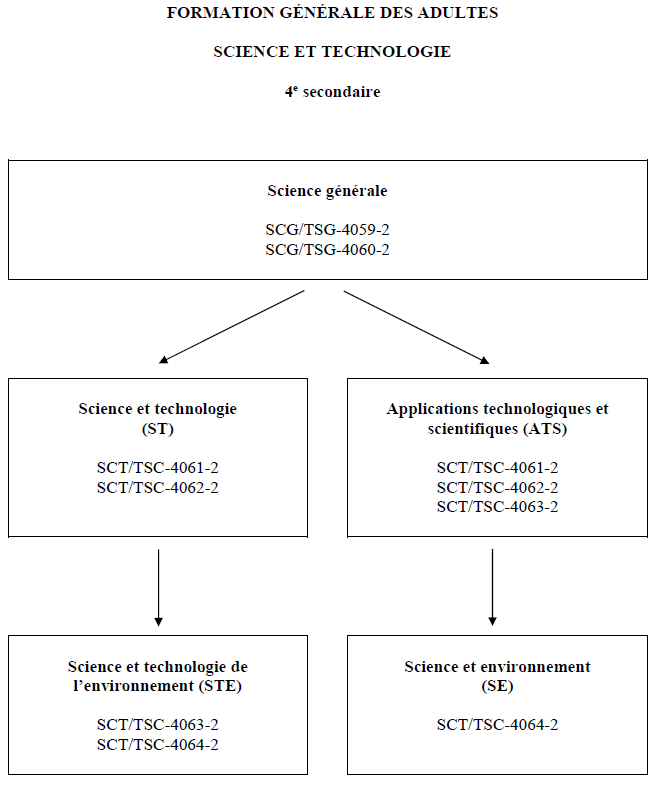 FORMATION GÉNÉRALE DES ADULTES
SCIENCE ET TECHNOLOGIE
4e secondaire
Science générale
SCG/TSG-4059-2
SCG/TSG-4060-2
Science et technologie
(ST)
SCT/TSC-4061-2
SCT/TSC-4062-2
Applications technologiques et
scientifiques (ATS)
SCT/TSC-4061-2
SCT/TSC-4062-2
SCT/TSC-4063-2
Science et technologie de
l’environnement (STE)
SCT/TSC-4063-2
SCT/TSC-4064-2
Science et environnement
(SE)
SCT/TSC-4064-2